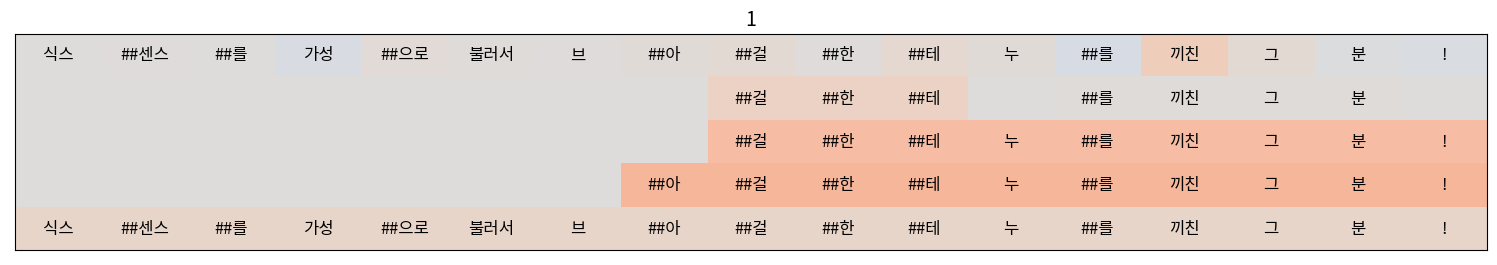 1
식스 ##센스 ##를 가성 ##으로 불러서 브 ##아 ##걸 ##한 ##테 누 ##를 끼친 그 분 !
##걸 ##한 ##테 ##를 끼친 그 분
##걸 ##한 ##테 누 ##를 끼친 그 분 !
##아 ##걸 ##한 ##테 누 ##를 끼친 그 분 !
식스 ##센스 ##를 가성 ##으로 불러서 브 ##아 ##걸 ##한 ##테 누 ##를 끼친 그 분 !